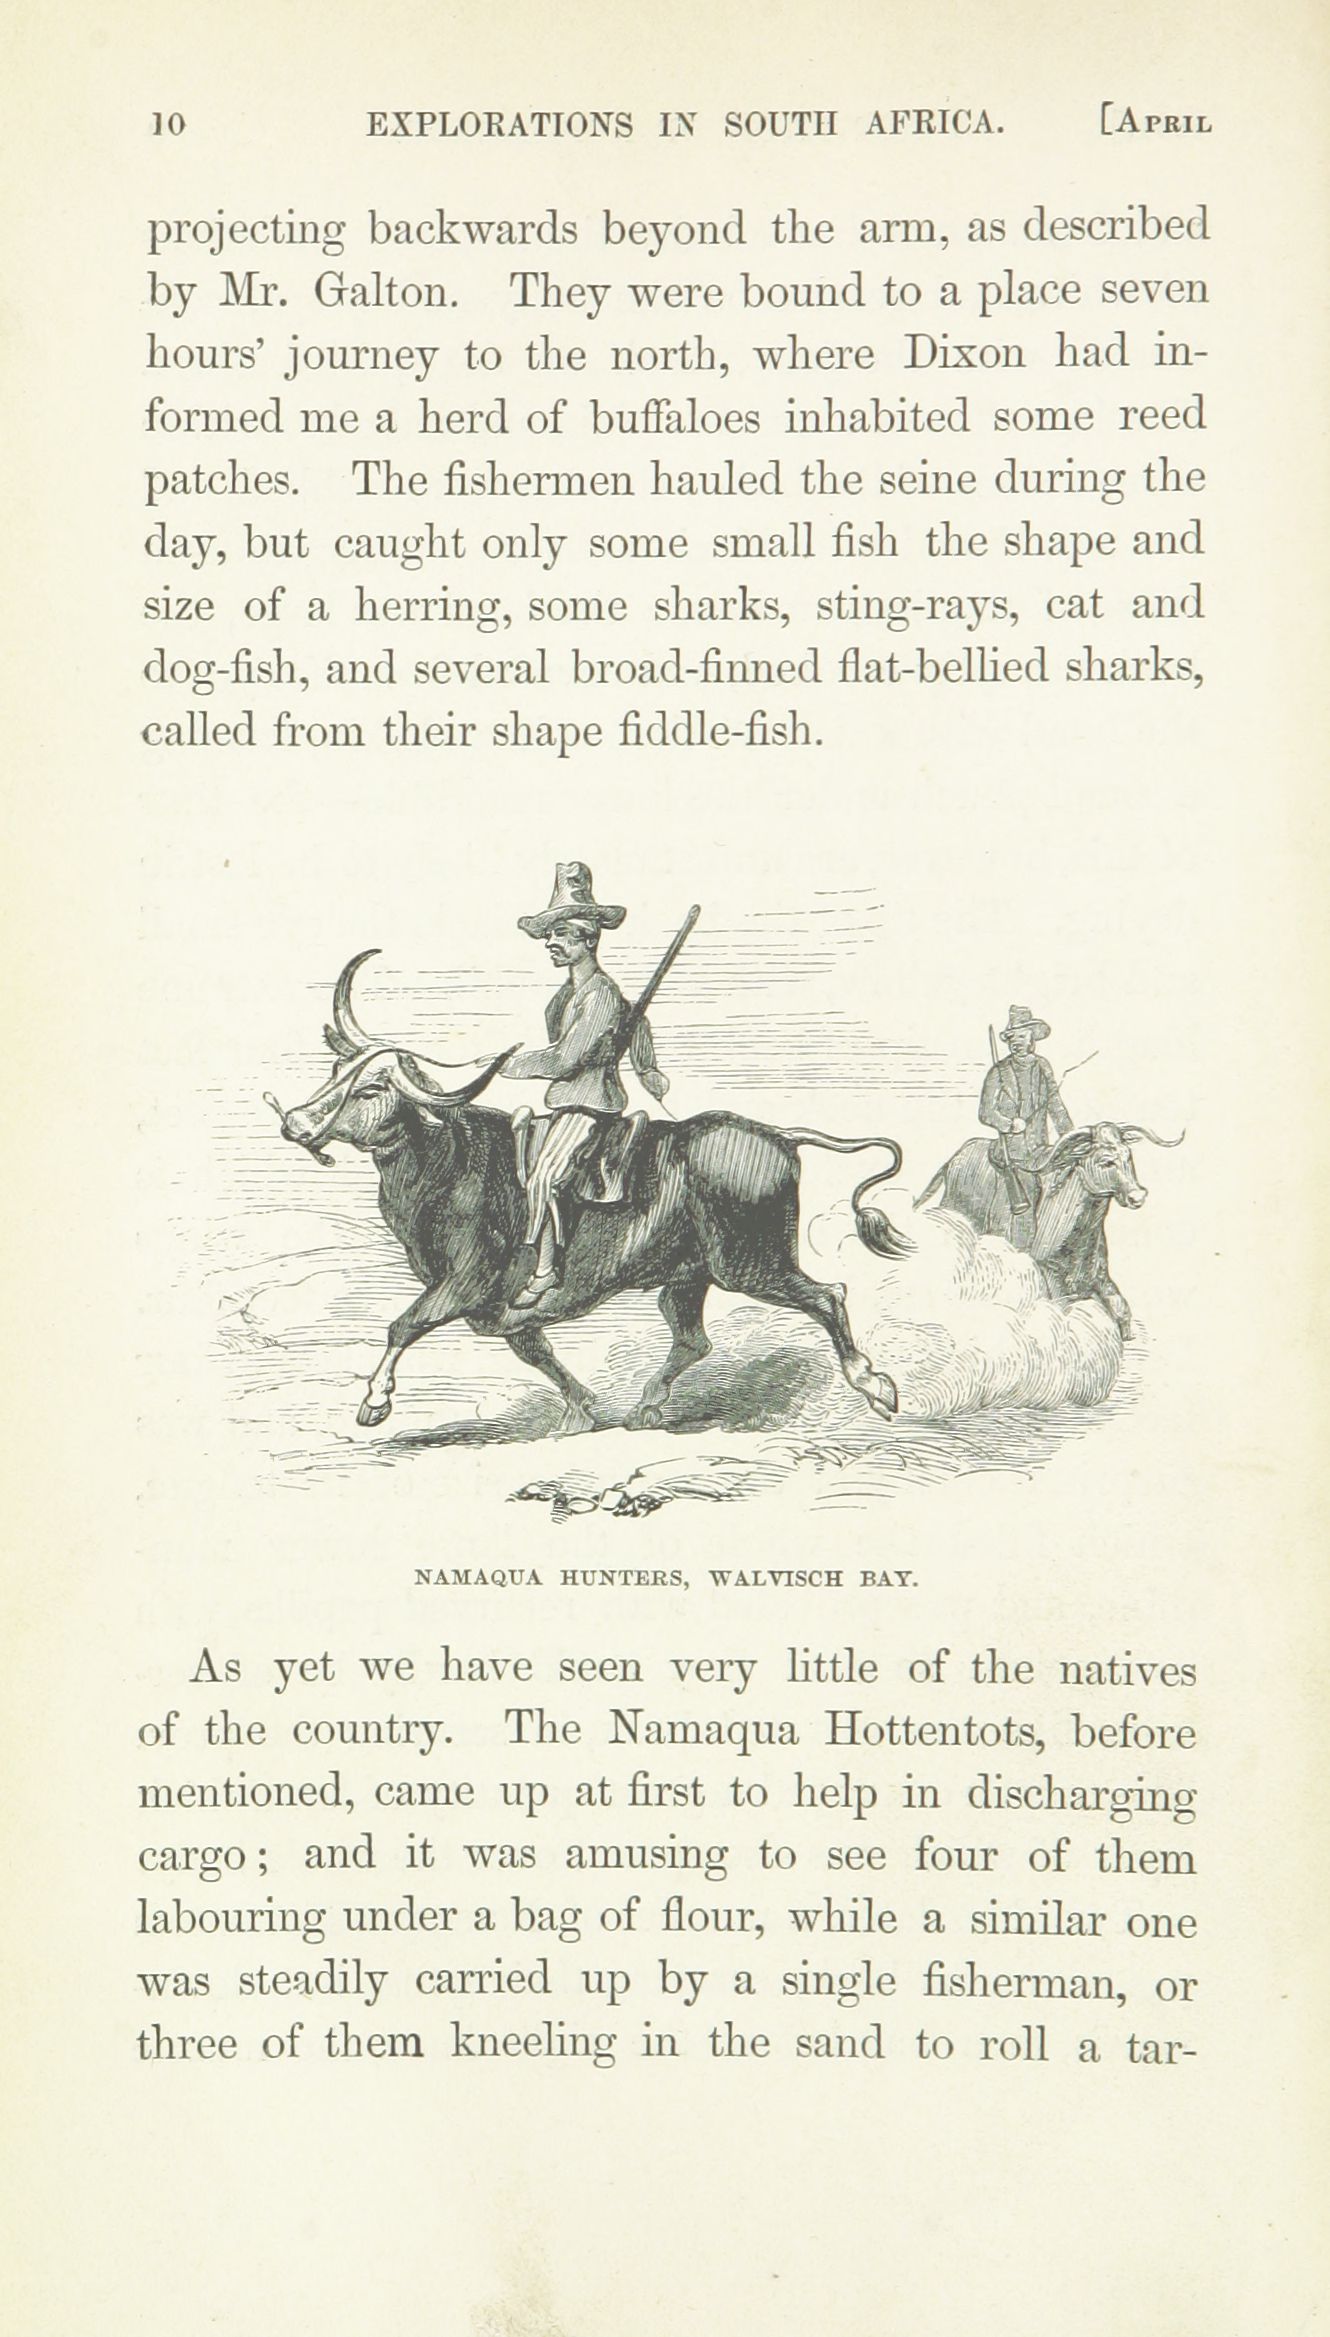 10 EXPLORATIONS IN SOUTH AFRICA. [APRIL
projecting backwards beyond the arm, as described
by Mr. Galton. They were bound to a place seven
hours' journey to the north, where Dixon had in-
formed me a herd of buffaloes inhabited some reed
patches. The fishermen hauled the seine during the
day, but caught only some small fish the shape and
size of a herring, some sharks, sting-rays, cat and
dog-fish, and several broad-finned flat-bellied sharks,
called from their shape fiddle-fish.
NAMAQUA HUNTERS, WALVISCH BAY.
As yet we have seen very little of the natives
of the country. The Namaqua Hottentots, before
mentioned, came up at first to help in discharging
cargo; and it was amusing to see four of them
labouring under a bag of flour, while a similar one
was steadily carried up by a single fisherman, or
three of them kneeling in the sand to roll a tar-